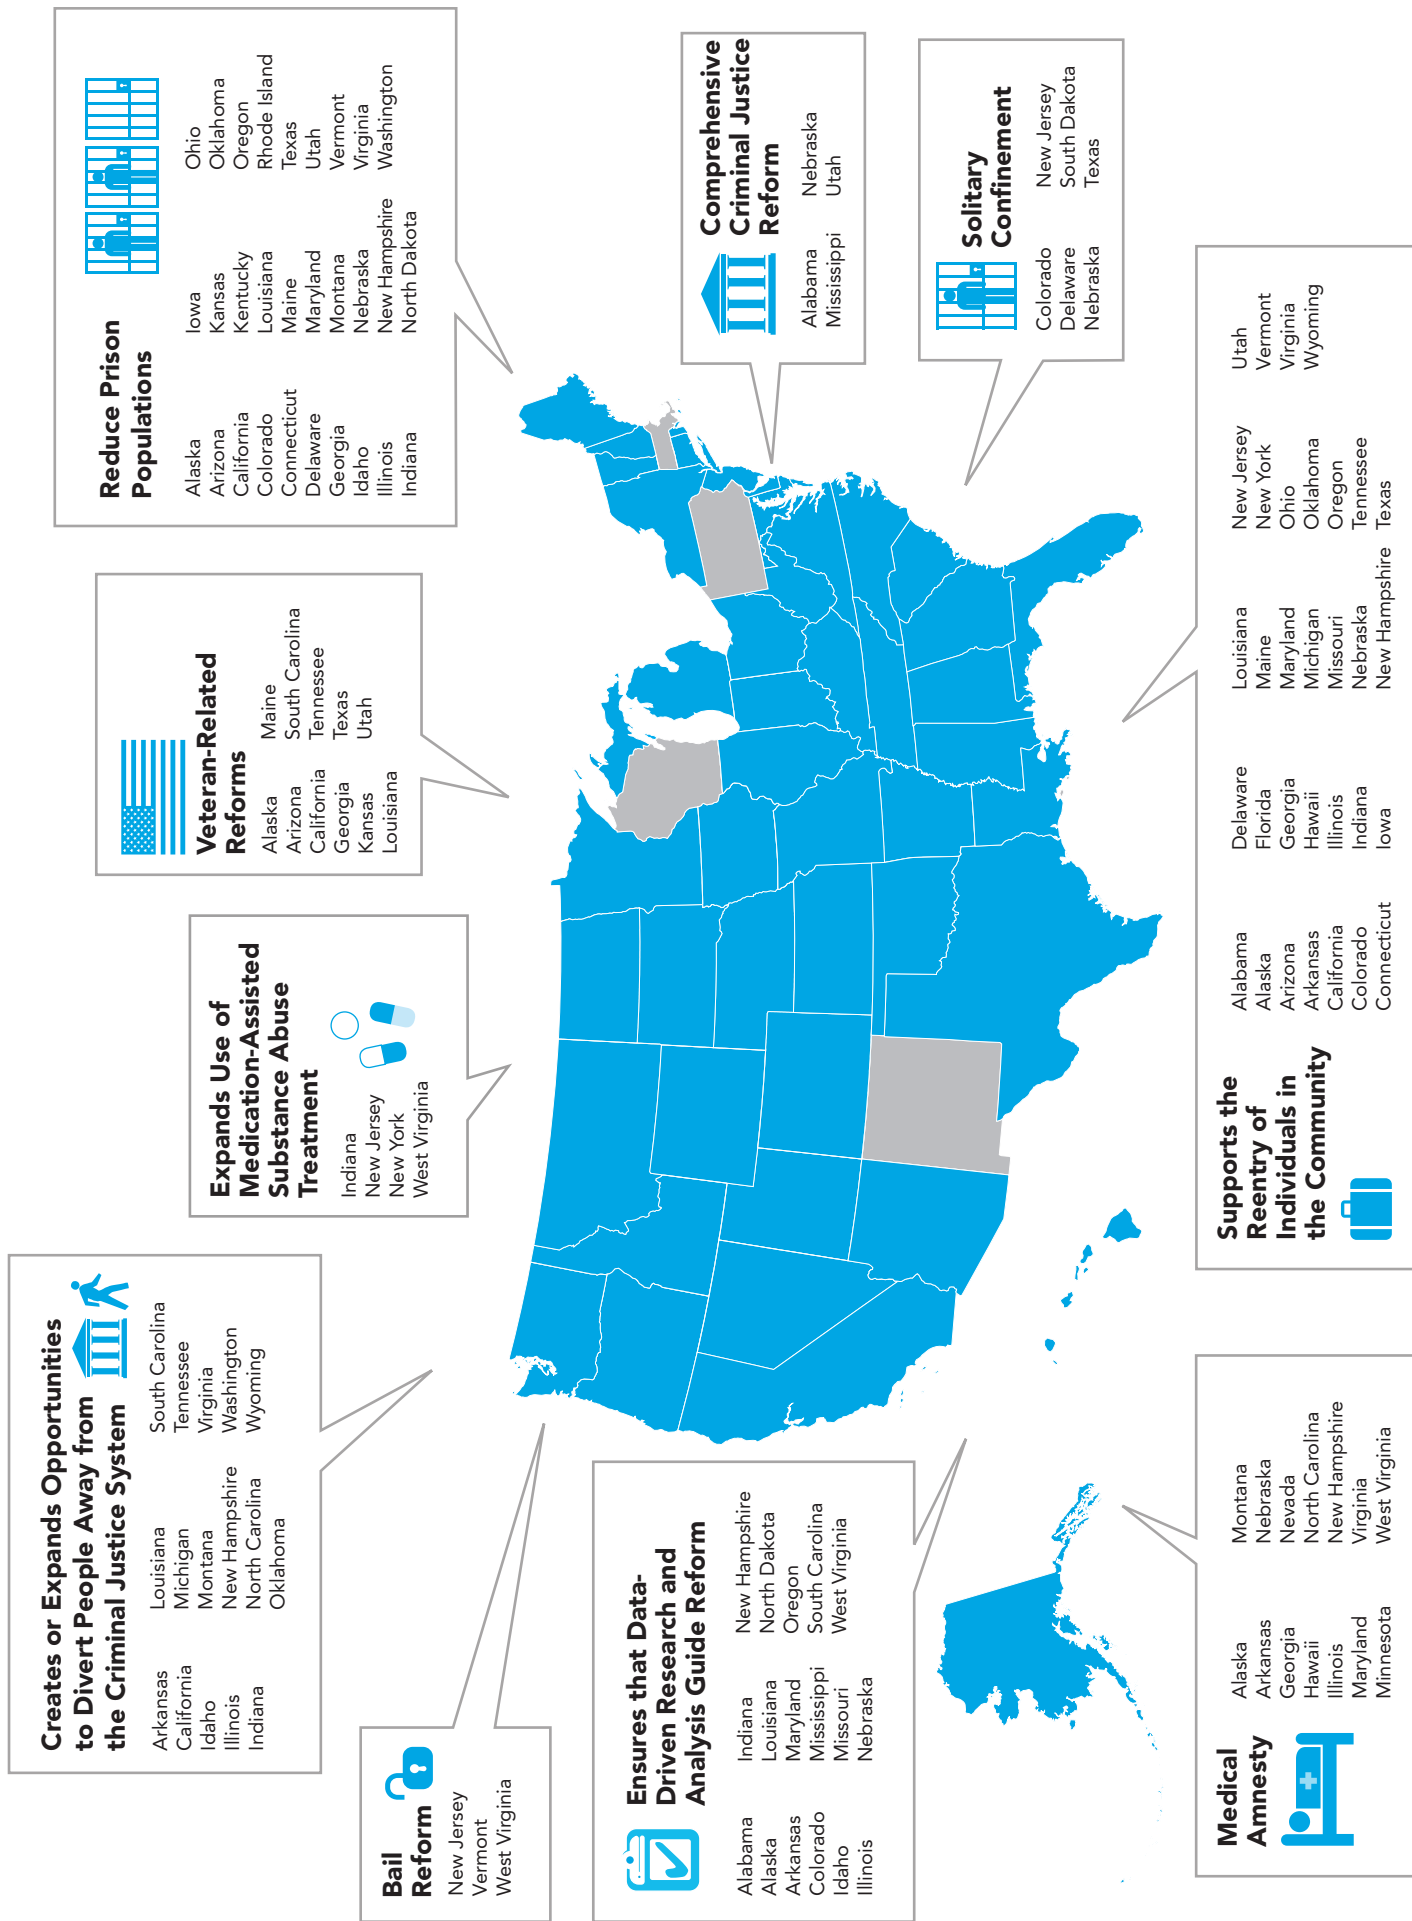 Creates or Expands Opportunities
to Divert People Away from
the Criminal Justice System
Arkansas
California
Idaho
Illinois
Indiana
Louisiana
Michigan
Montana
New Hampshire
North Carolina
Oklahoma
South Carolina
Tennessee
Virginia
Washington
Wyoming
Expands Use of
Medication-Assisted
Substance Abuse
Treatment
Indiana
New Jersey
New York
West Virginia
Veteran-Related
Reforms
Alaska
Arizona
California
Georgia
Kansas
Louisiana
Maine
South Carolina
Tennessee
Texas
Utah
Reduce Prison
Populations
Alaska
Arizona
California
Colorado
Connecticut
Delaware
Georgia
Idaho
Illinois
Indiana
Iowa
Kansas
Kentucky
Louisiana
Maine
Maryland
Montana
Nebraska
New Hampshire
North Dakota
Ohio
Oklahoma
Oregon
Rhode Island
Texas
Utah
Vermont
Virginia
Washington
Bail
Reform
New Jersey
Vermont
West Virginia
Ensures that Data-
Driven Research and
Analysis Guide Reform
Alabama
Alaska
Arkansas
Colorado
Idaho
Illinois
Indiana
Louisiana
Maryland
Mississippi
Missouri
Nebraska
New Hampshire
North Dakota
Oregon
South Carolina
West Virginia
Comprehensive
Criminal Justice
Reform
Alabama
Mississippi
Nebraska
Utah
Solitary
Confinement
Colorado
Delaware
Nebraska
New Jersey
South Dakota
Texas
Medical
Amnesty
Alaska
Arkansas
Georgia
Hawaii
Illinois
Maryland
Minnesota
Montana
Nebraska
Nevada
North Carolina
New Hampshire
Virginia
West Virginia
Supports the
Reentry of
Individuals in
the Community
Alabama
Alaska
Arizona
Arkansas
California
Colorado
Connecticut
Delaware
Florida
Georgia
Hawaii
Illinois
Indiana
Iowa
Louisiana
Maine
Maryland
Michigan
Missouri
Nebraska
New Hampshire
New Jersey
New York
Ohio
Oklahoma
Oregon
Tennessee
Texas
Utah
Vermont
Virginia
Wyoming